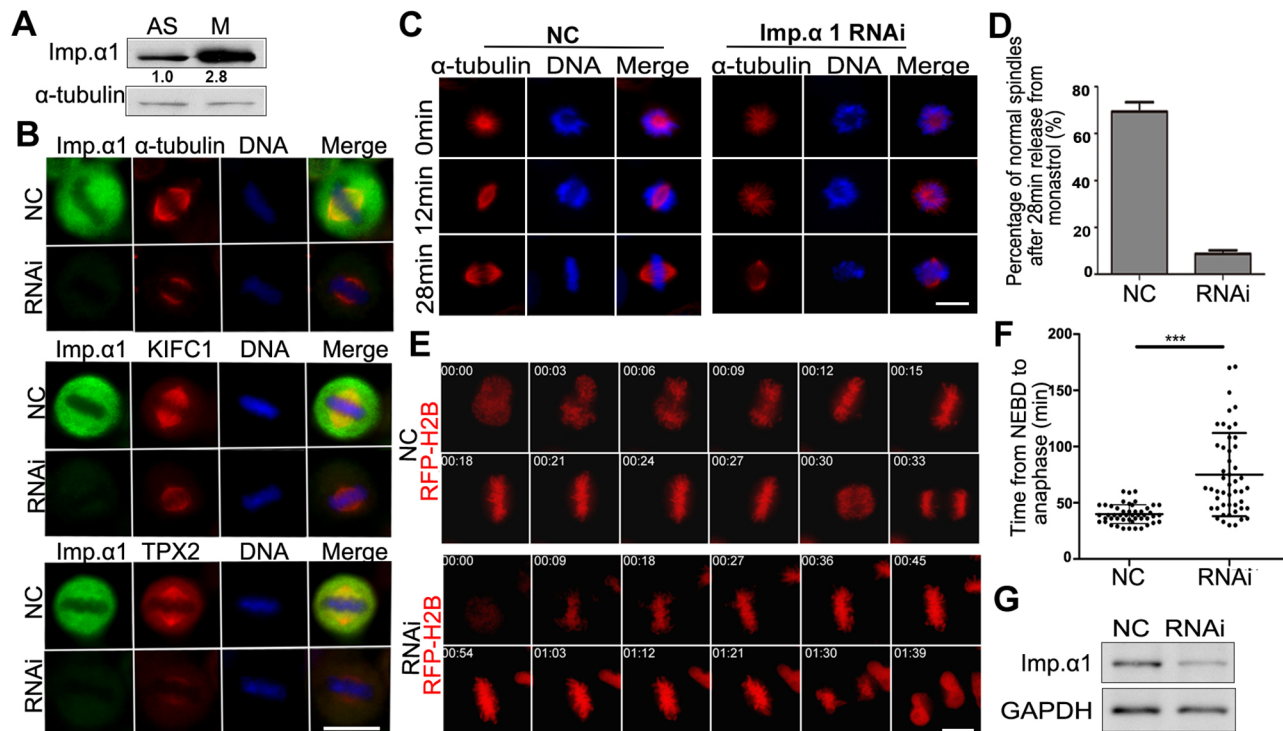 A
AS M
Imp.α1
1.0 2.8
α-tubulin
B
Imp.α1 α-tubulin DNA Merge
NC
RNAi
Imp.α1 KIFC1 DNA Merge
NC
RNAi
Imp.α1 TPX2 DNA Merge
NC
RNAi
C
NC
Imp.α 1 RNAi
α-tubulin DNA Merge
α-tubulin DNA Merge
0min
12min
28min
D
Percentage of normal spindles
after 28min release from
monastrol (%)
80
60
40
20
0
NC RNAi
E
NC
RFP-H2B
00:00 00:03 00:06 00:09 00:12 00:15
00:18 00:21 00:24 00:27 00:30 00:33
RNAi
RFP-H2B
00:00 00:09 00:18 00:27 00:36 00:45
00:54 01:03 01:12 01:21 01:30 01:39
F
Time from NEBD to
anaphase (min)
200
150
100
50
0
***
NC RNAi
G
NC RNAi
Imp.α1
GAPDH